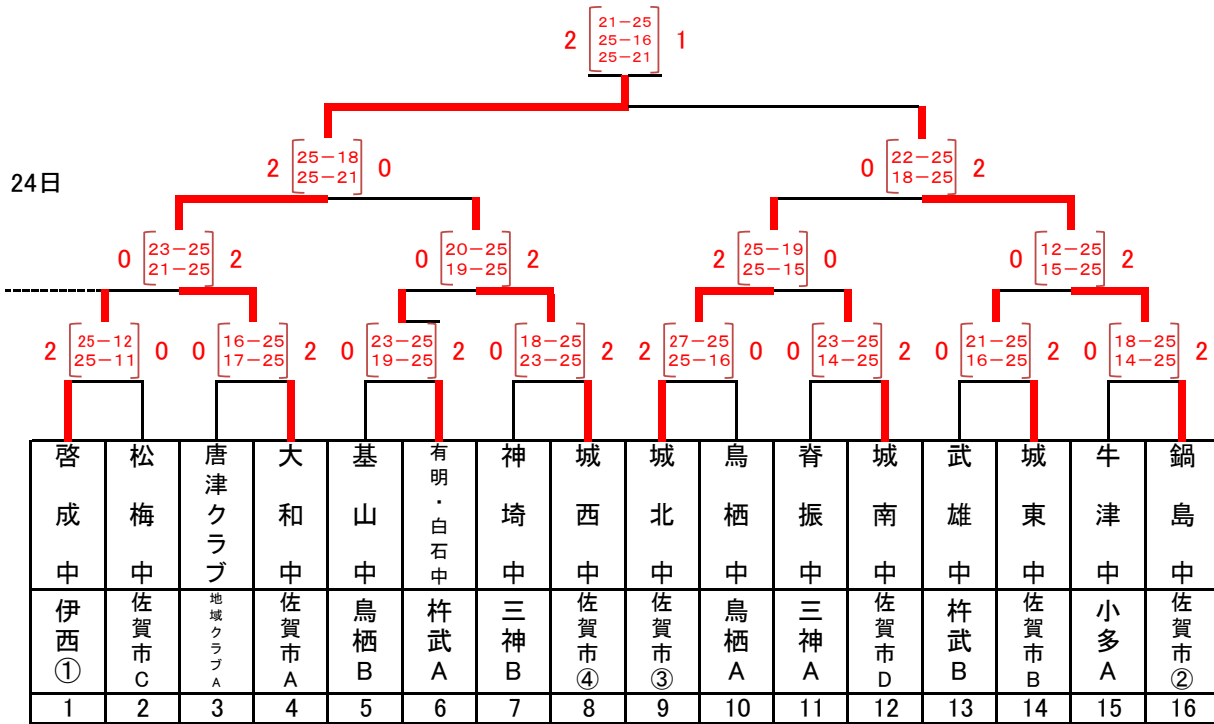 21-25
2 25-16 1
25-21
2 25-18 0
25-21
0 22-25 2
18-25
24日
0 23-25 2
21-25
0 20-25 2
19-25
2 25-19 0
25-15
0 12-25 2
15-25
2 25-12 0
25-11
0 16-25 2
17-25
0 23-25 2
19-25
0 18-25 2
23-25
2 27-25 0
25-16
0 23-25 2
14-25
0 21-25 2
16-25
0 18-25 2
14-25
啓成中
松梅中
唐津クラブ
大和中
基山中
有明・白石中
神埼中
城西中
城北中
鳥栖中
脊振中
城南中
武雄中
城東中
牛津中
鍋島中
伊西①
佐賀市C
地域クラブA
佐賀市A
鳥栖B
杵武A
三神B
佐賀市④
佐賀市③
鳥栖A
三神A
佐賀市D
杵武B
佐賀市B
小多A
佐賀市②
1 2 3 4 5 6 7 8 9 10 11 12 13 14 15 16